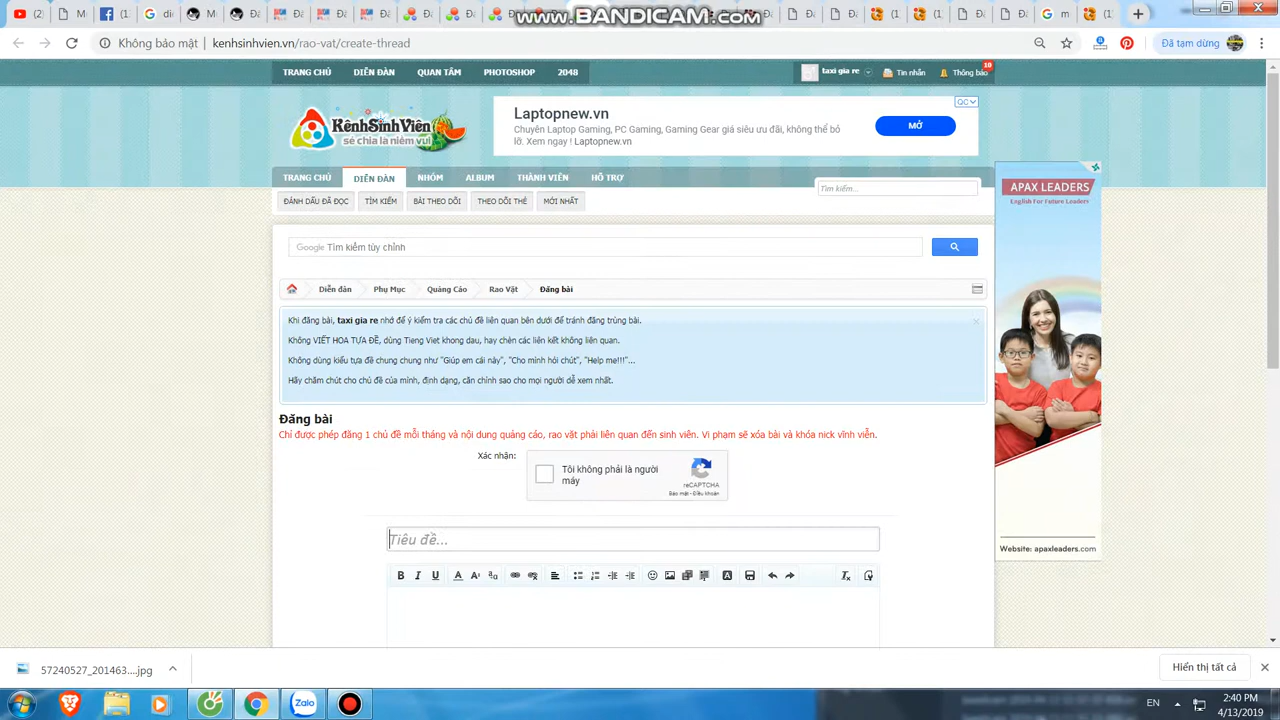 www.BANDICAM.com
Không bảo mật
kenhsinhvien.vn/rao-vat/create-thread
Đã tạm dừng
TRANG CHỦ
DIỄN ĐÀN
QUAN TÂM
PHOTOSHOP
2048
taxi gia re
Tin nhắn
Thông báo
10
KênhSinhViên
sẻ chia là niềm vui
Laptopnew.vn
Chuyên Laptop Gaming, PC Gaming, Gaming Gear giá siêu ưu đãi, không thể bỏ
lỡ. Xem ngay ! Laptopnew.vn
MỞ
QC
TRANG CHỦ
DIỄN ĐÀN
NHÓM
ALBUM
THÀNH VIÊN
HỖ TRỢ
Tìm kiếm...
ĐÁNH DẤU ĐÃ ĐỌC
TÌM KIẾM
BÀI THEO DÕI
THEO DÕI THẺ
MỚI NHẤT
APAX LEADERS
English For Future Leaders
Google Tìm kiếm tùy chỉnh
Diễn đàn
Phụ Mục
Quảng Cáo
Rao Vặt
Đăng bài
Khi đăng bài, taxi gia re nhớ để ý kiểm tra các chủ đề liên quan bên dưới để tránh đăng trùng bài.
Không VIẾT HOA TỰA ĐỀ, dùng Tieng Viet khong dau, hay chèn các liên kết không liên quan.
Không dùng kiểu tựa đề chung chung như "Giúp em cái này", "Cho mình hỏi chút", "Help me!!!"...
Hãy chăm chút cho chủ đề của mình, định dạng, căn chỉnh sao cho mọi người dễ xem nhất.
Đăng bài
Chỉ được phép đăng 1 chủ đề mỗi tháng và nội dung quảng cáo, rao vặt phải liên quan đến sinh viên. Vi phạm sẽ xóa bài và khóa nick vĩnh viễn.
Xác nhận:
Tôi không phải là người
máy
reCAPTCHA
Bảo mật - Điều khoản
Tiêu đề...
Website: apaxleaders.com
57240527_201463....jpg
Hiển thị tất cả
Zalo
EN
2:40 PM
4/13/2019